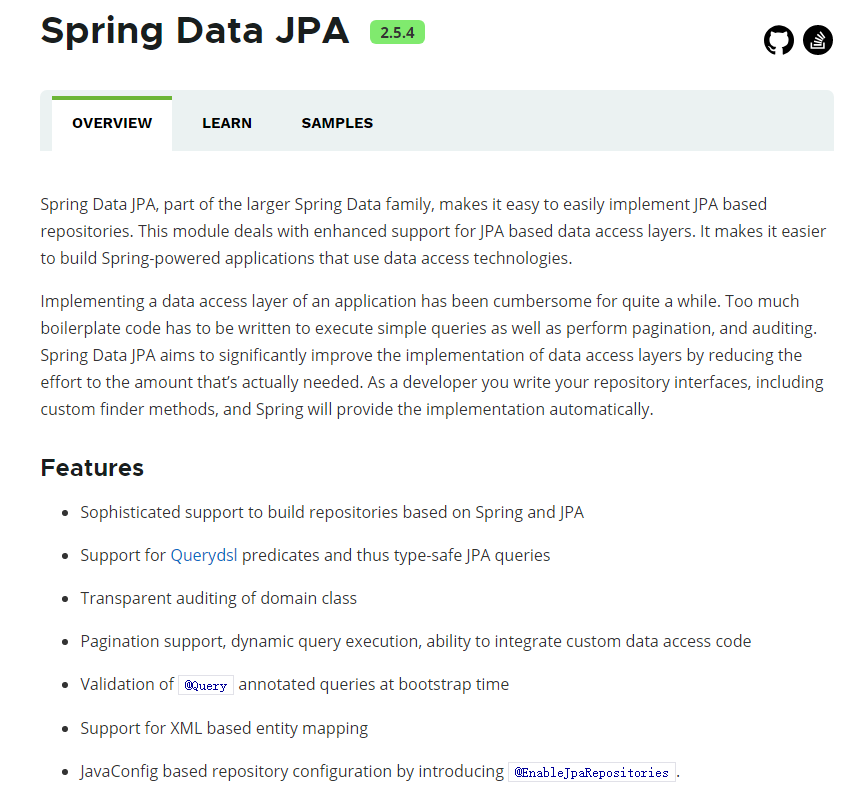 Spring Data JPA 2.5.4
OVERVIEW LEARN SAMPLES
Spring Data JPA, part of the larger Spring Data family, makes it easy to easily implement JPA based
repositories. This module deals with enhanced support for JPA based data access layers. It makes it easier
to build Spring-powered applications that use data access technologies.
Implementing a data access layer of an application has been cumbersome for quite a while. Too much
boilerplate code has to be written to execute simple queries as well as perform pagination, and auditing.
Spring Data JPA aims to significantly improve the implementation of data access layers by reducing the
effort to the amount that’s actually needed. As a developer you write your repository interfaces, including
custom finder methods, and Spring will provide the implementation automatically.
Features
• Sophisticated support to build repositories based on Spring and JPA
• Support for Querydsl predicates and thus type-safe JPA queries
• Transparent auditing of domain class
• Pagination support, dynamic query execution, ability to integrate custom data access code
• Validation of @Query annotated queries at bootstrap time
• Support for XML based entity mapping
• JavaConfig based repository configuration by introducing @EnableJpaRepositories.